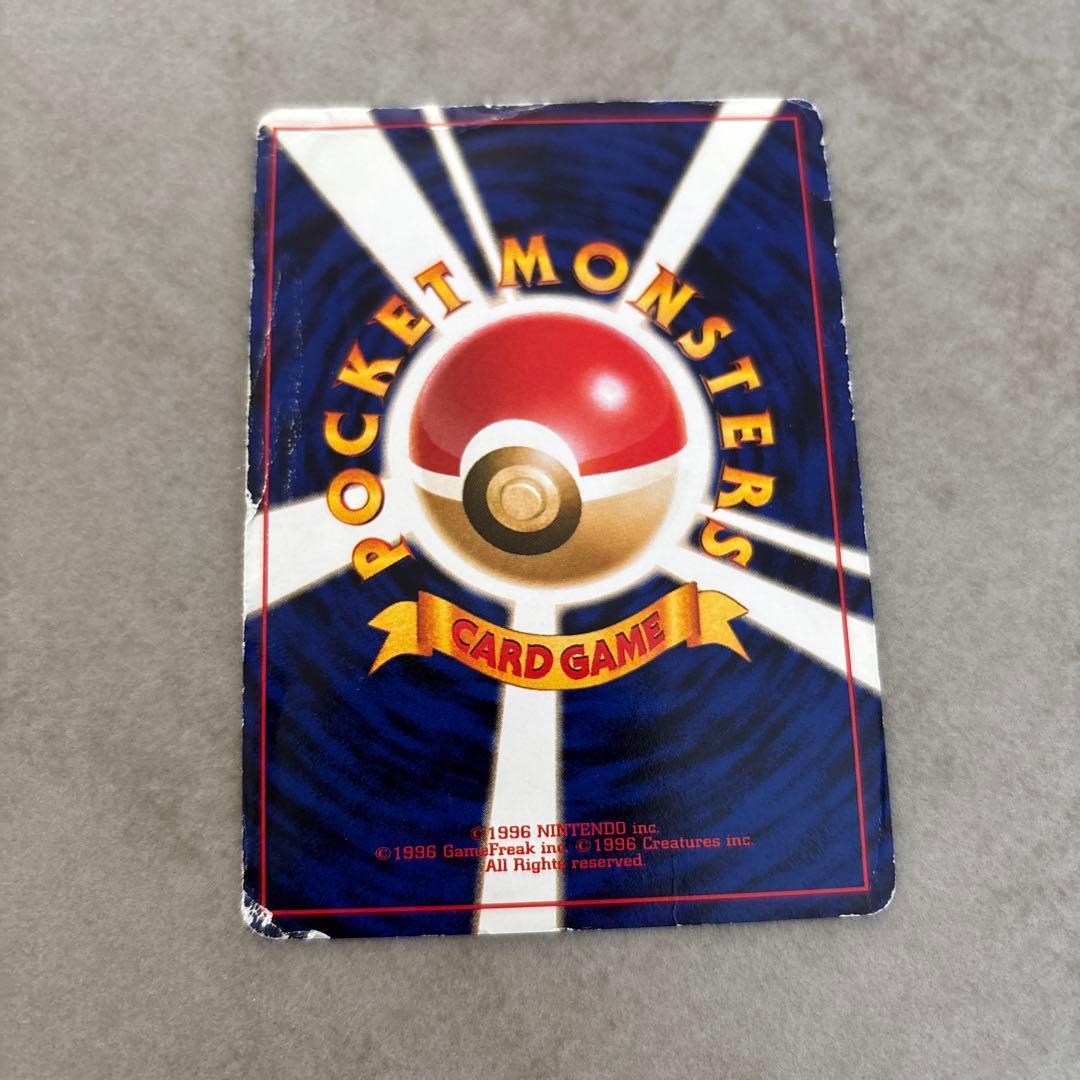 POCKET MONSTERS
CARD GAME
©1996 NINTENDO inc.
©1996 GameFreak inc. ©1996 Creatures inc.
All Rights reserved.